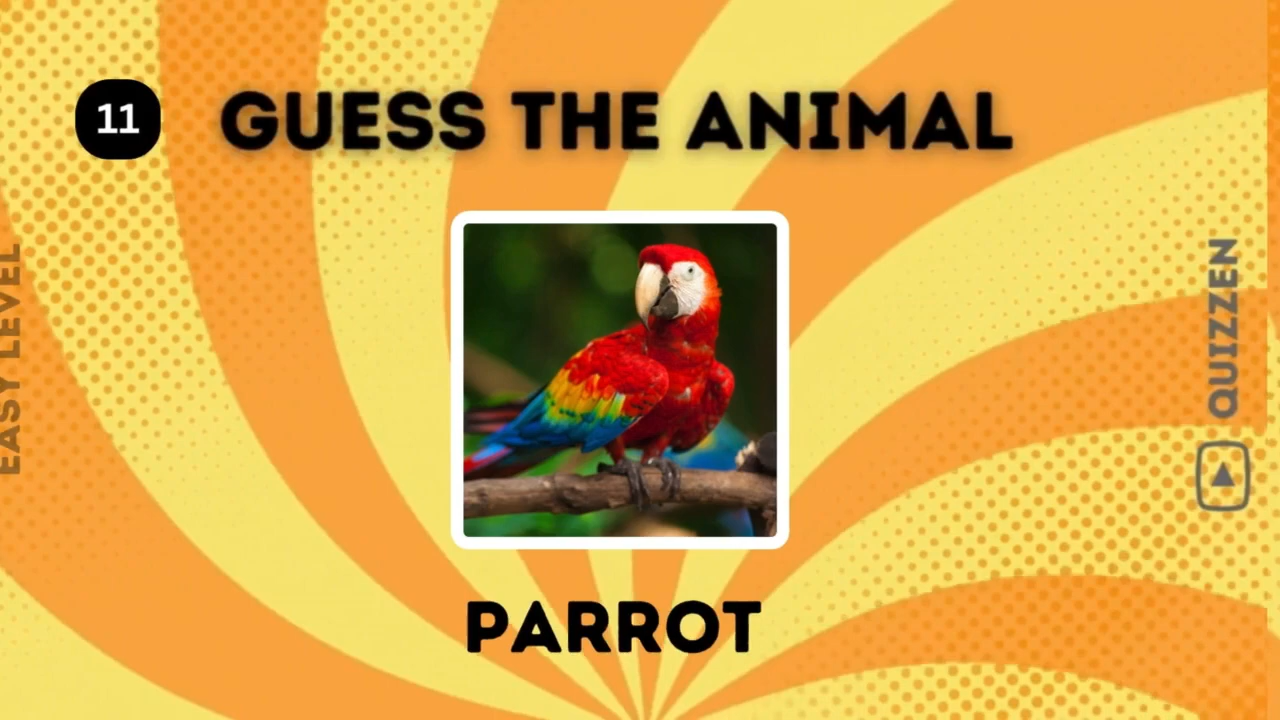 11
GUESS THE ANIMAL
EASY LEVEL
QUIZZEN
PARROT